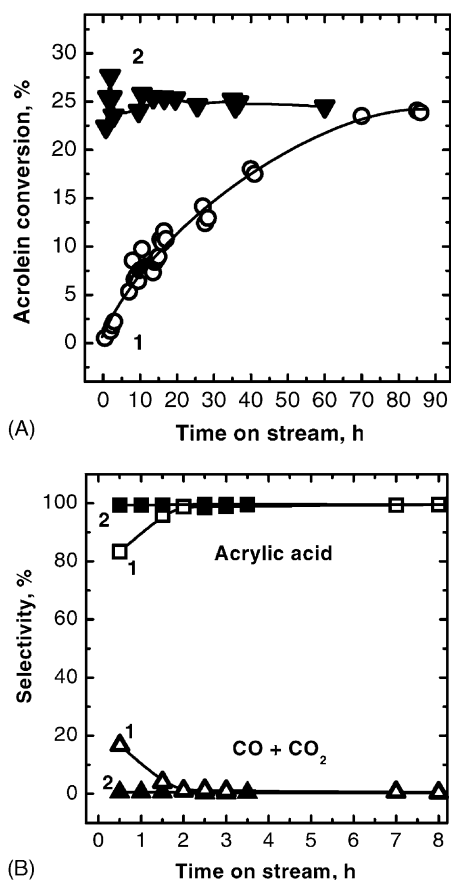 Acrolein conversion, %
30
25
20
15
10
5
0
2
1
0 10 20 30 40 50 60 70 80 90
Time on stream, h
(A)
Selectivity, %
100
80
60
40
20
0
2
1
Acrylic acid
1
CO + CO₂
2
0 1 2 3 4 5 6 7 8
Time on stream, h
(B)